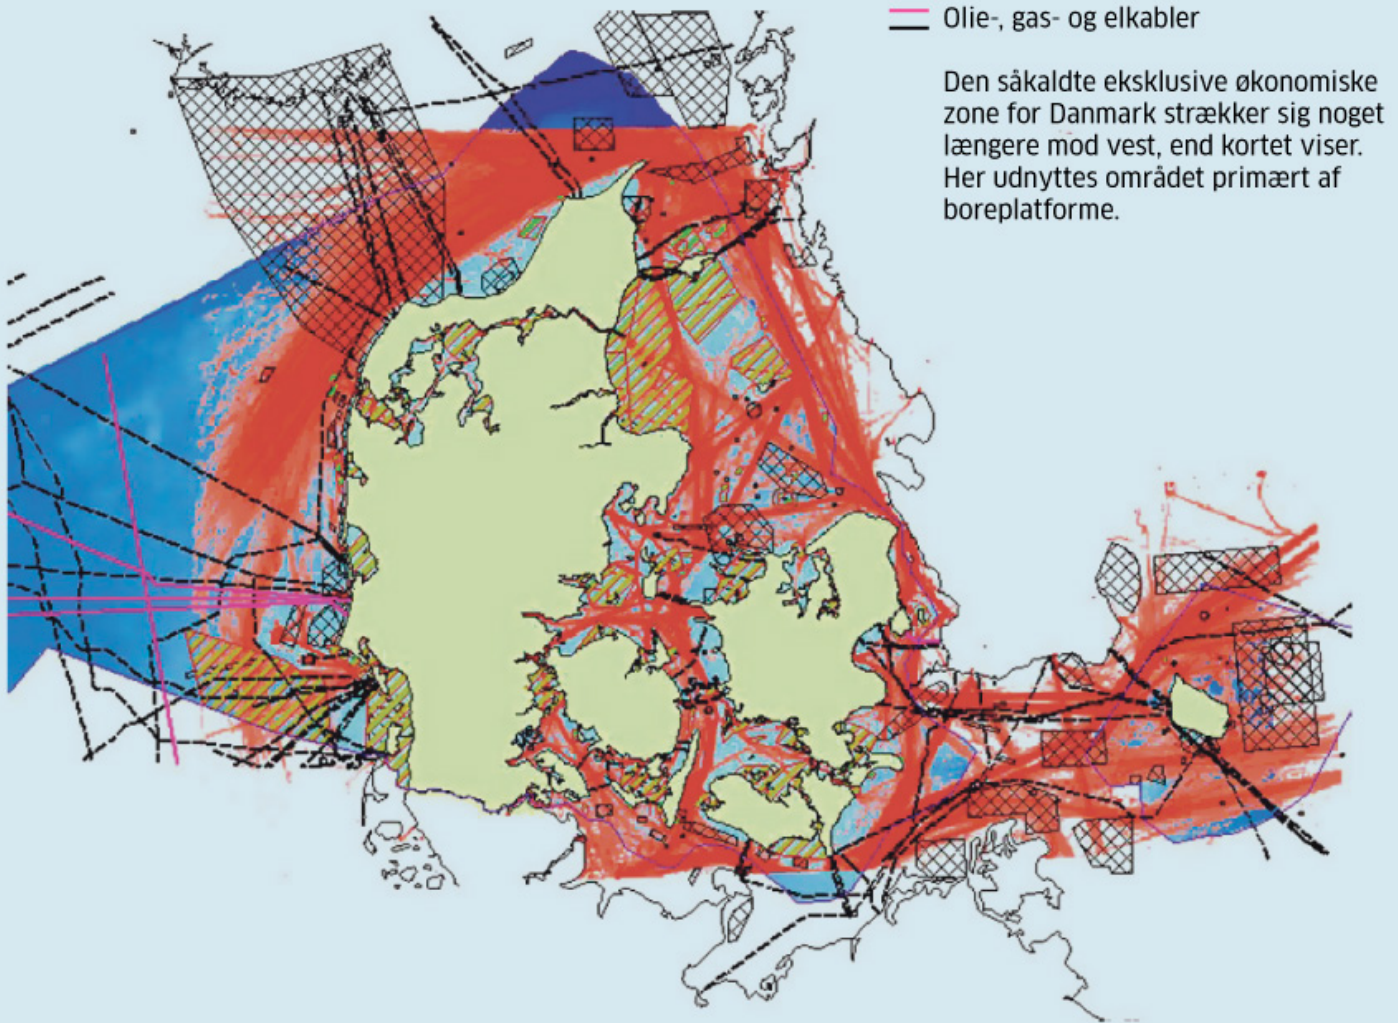 Olie-, gas- og elkabler
Den såkaldte eksklusive økonomiske
zone for Danmark strækker sig noget
længere mod vest, end kortet viser.
Her udnyttes området primært af
boreplatforme.